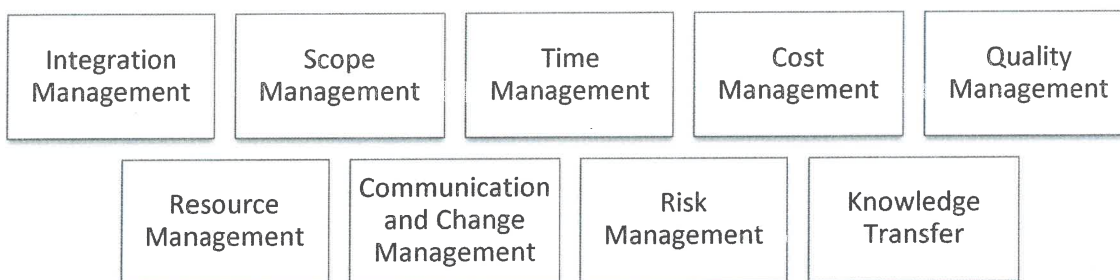 Integration
Management
Scope
Management
Time
Management
Cost
Management
Quality
Management
Resource
Management
Communication
and Change
Management
Risk
Management
Knowledge
Transfer